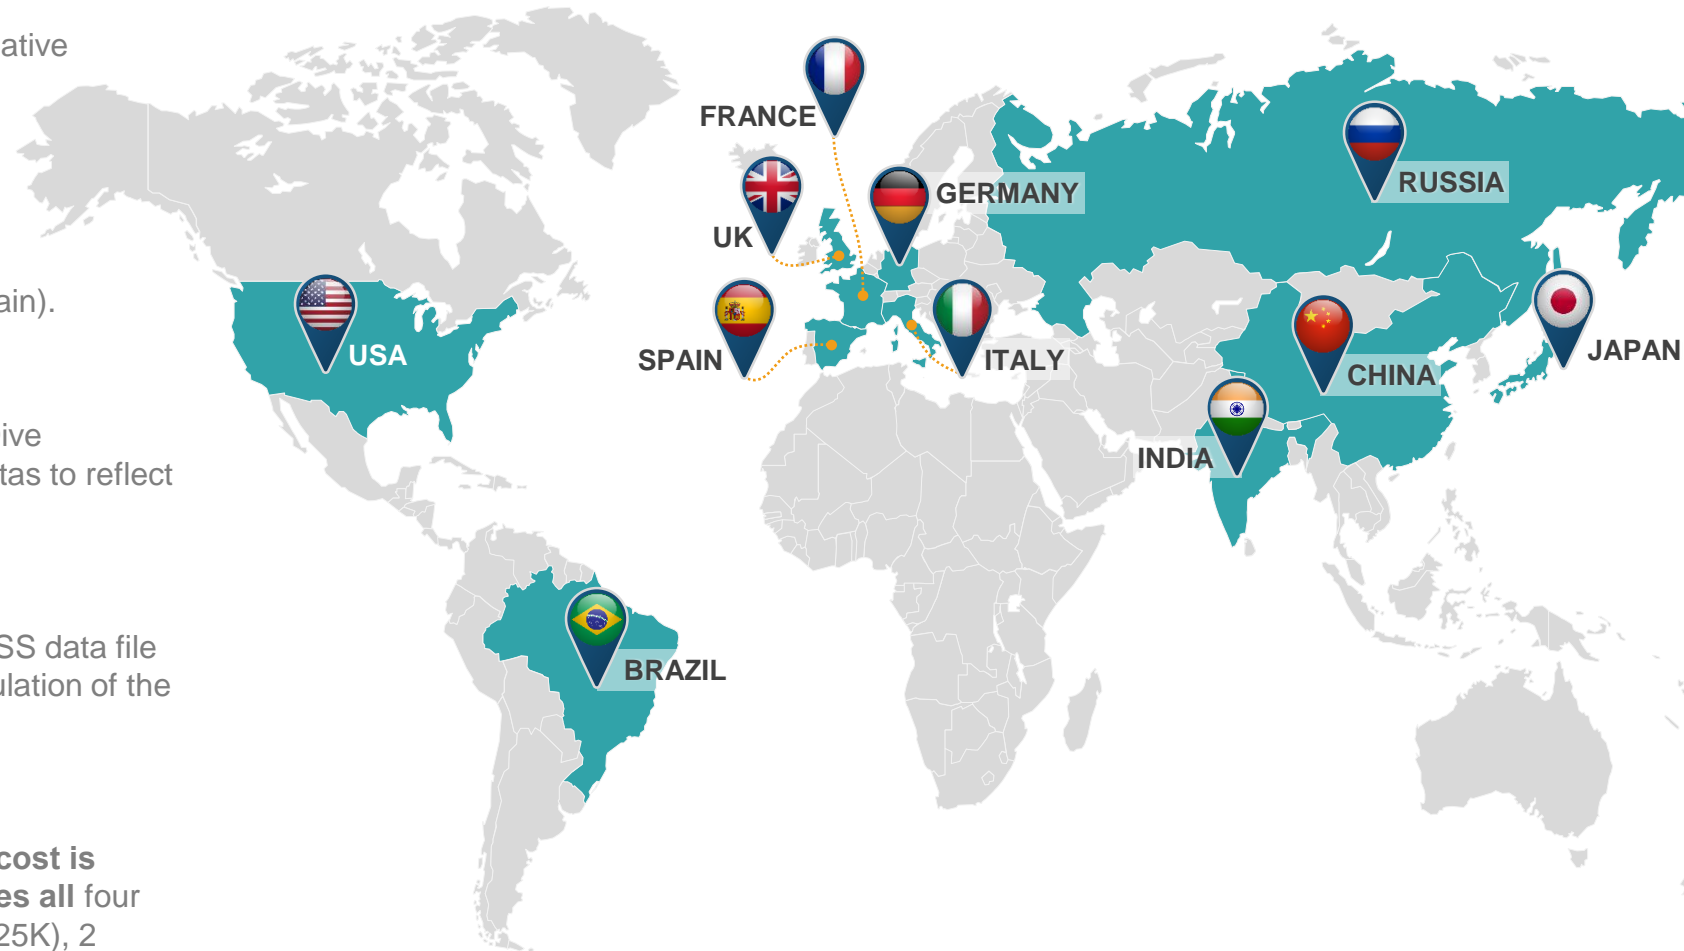 ative
ain).
ive
tas to reflect
SS data file
ulation of the
cost is
es all four
25K), 2
FRANCE
UK
GERMANY
SPAIN
ITALY
USA
RUSSIA
CHINA
JAPAN
INDIA
BRAZIL